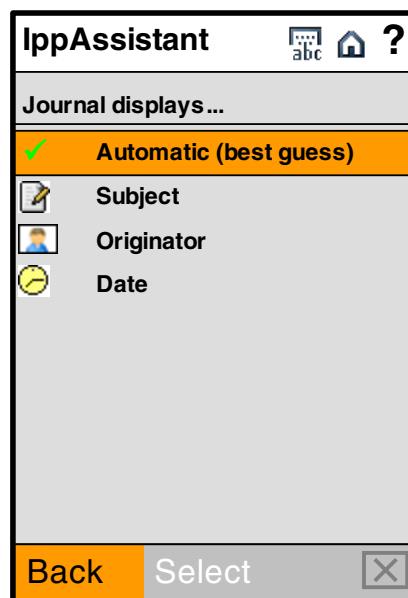 IppAssistant abc ?
Journal displays...
Automatic (best guess)
Subject
Originator
Date
Back Select